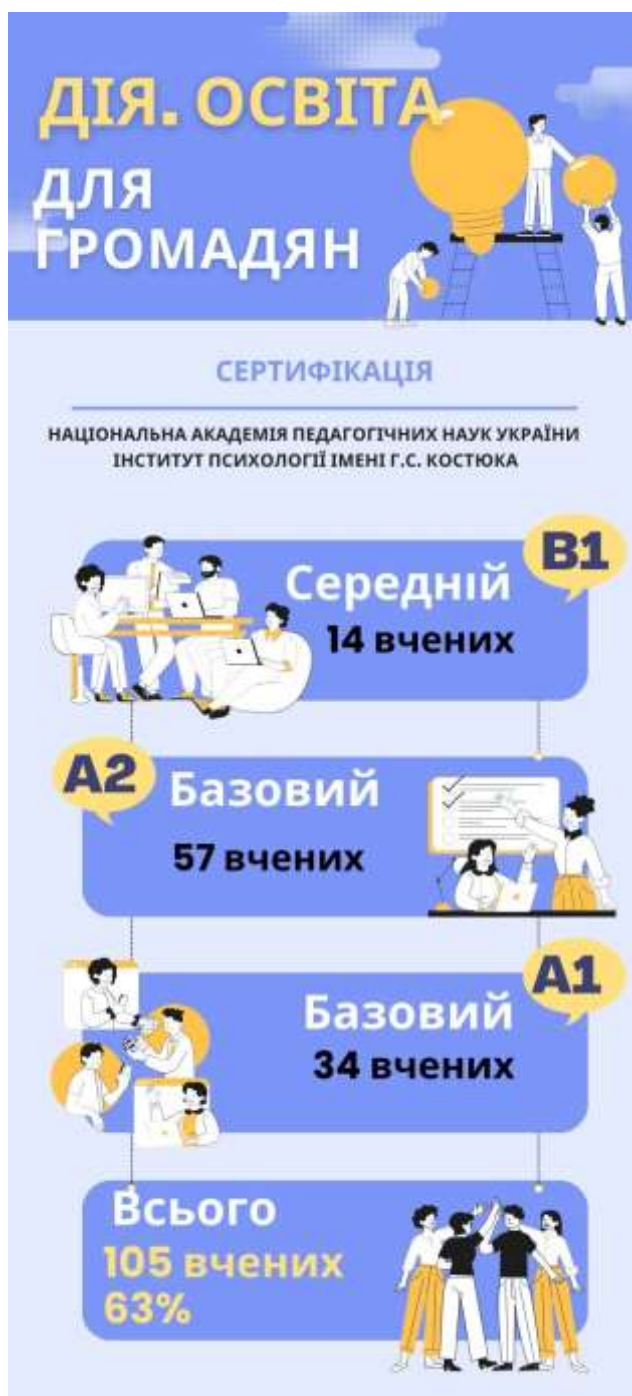 ДІЯ. ОСВІТА
ДЛЯ
ГРОМАДЯН
СЕРТИФІКАЦІЯ
НАЦІОНАЛЬНА АКАДЕМІЯ ПЕДАГОГІЧНИХ НАУК УКРАЇНИ
ІНСТИТУТ ПСИХОЛОГІЇ ІМЕНІ Г.С. КОСТЮКА
B1
Середній
14 вчених
A2
Базовий
57 вчених
A1
Базовий
34 вчених
Всього
105 вчених
63%